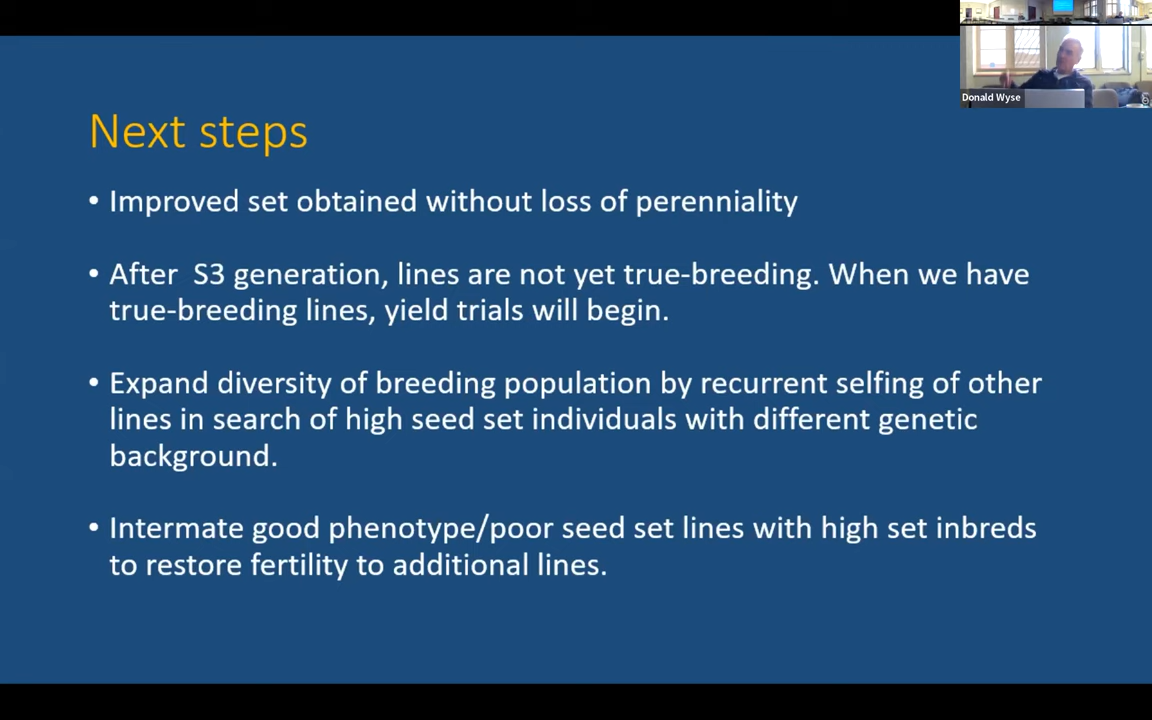 Donald Wyse
Next steps
• Improved set obtained without loss of perenniality
• After  S3 generation, lines are not yet true-breeding. When we have
true-breeding lines, yield trials will begin.
• Expand diversity of breeding population by recurrent selfing of other
lines in search of high seed set individuals with different genetic
background.
• Intermate good phenotype/poor seed set lines with high set inbreds
to restore fertility to additional lines.